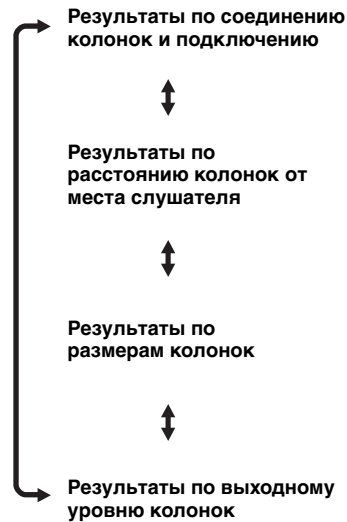 Результаты по соединению
колонок и подключению
Результаты по
расстоянию колонок от
места слушателя
Результаты по
размерам колонок
Результаты по выходному
уровню колонок